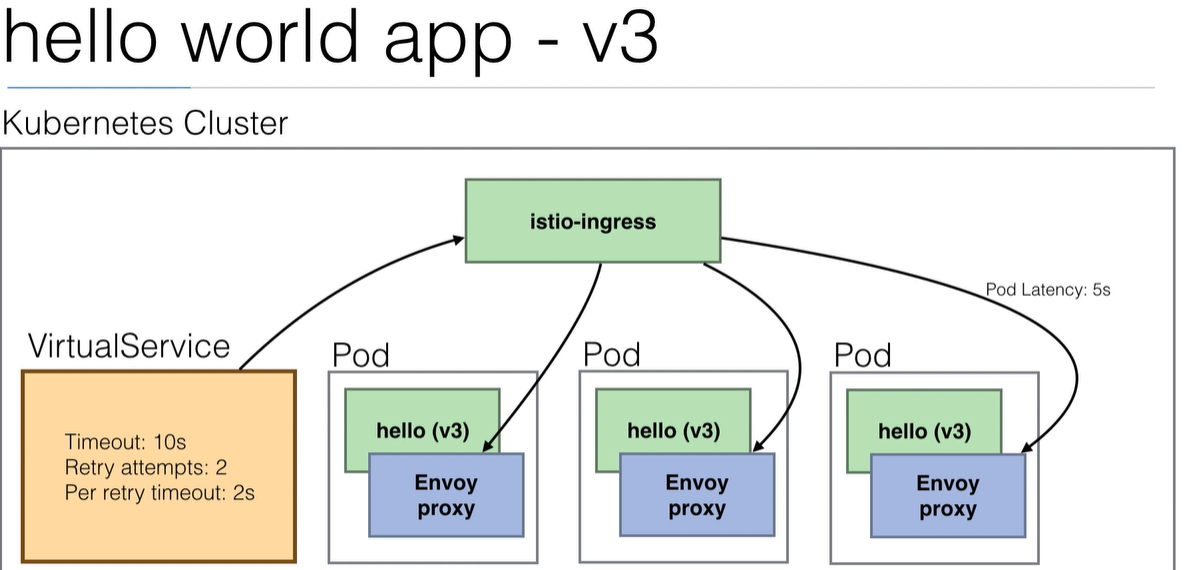 hello world app - v3
Kubernetes Cluster
istio-ingress
Pod Latency: 5s
VirtualService
Timeout: 10s
Retry attempts: 2
Per retry timeout: 2s
Pod
hello (v3)
Envoy
proxy
Pod
hello (v3)
Envoy
proxy
Pod
hello (v3)
Envoy
proxy